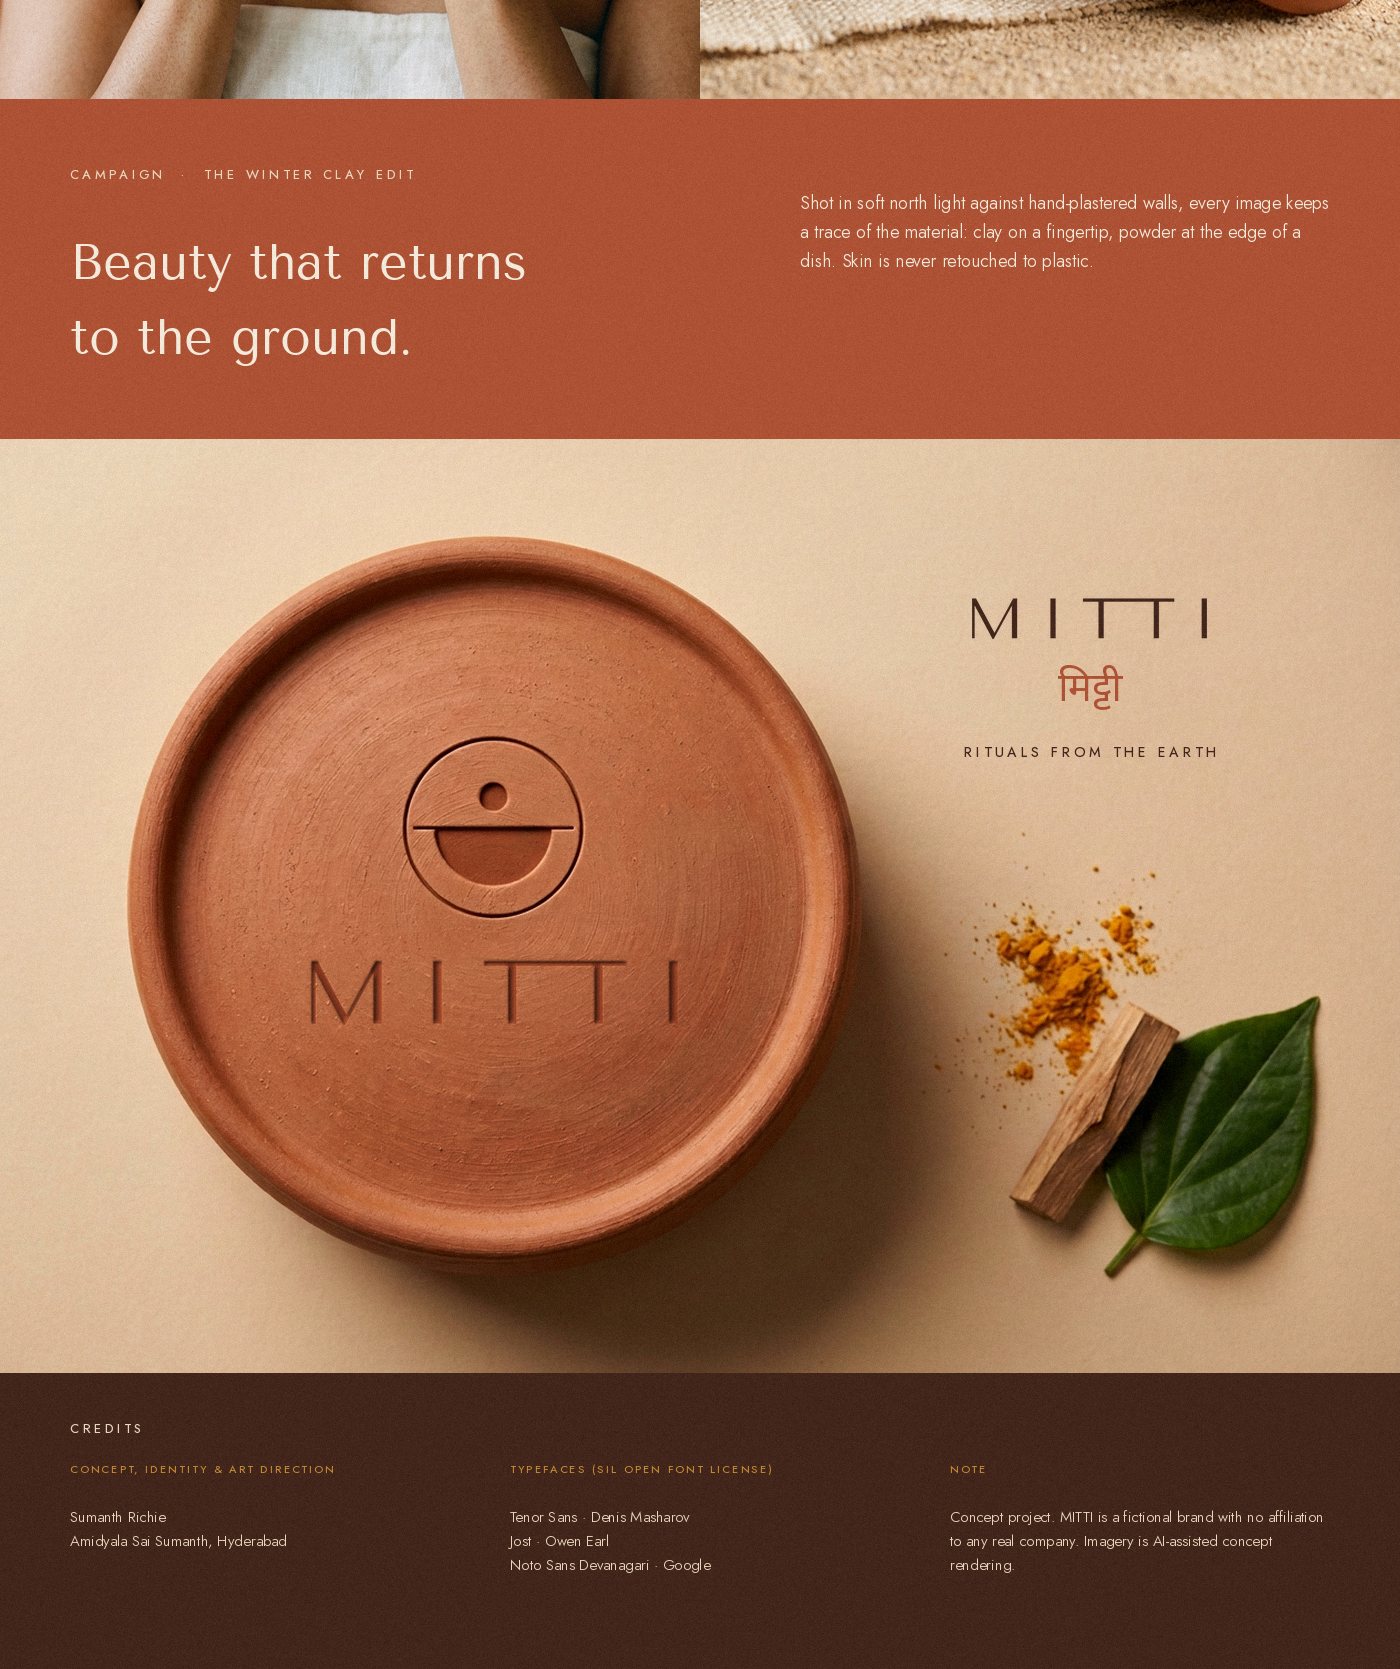 CAMPAIGN · THE WINTER CLAY EDIT
Beauty that returns
to the ground.
Shot in soft north light against hand-plastered walls, every image keeps
a trace of the material: clay on a fingertip, powder at the edge of a
dish. Skin is never retouched to plastic.
MITTI
मिट्टी
RITUALS FROM THE EARTH
MITTI
CREDITS
CONCEPT, IDENTITY & ART DIRECTION
Sumanth Richie
Amidyala Sai Sumanth, Hyderabad
TYPEFACES (SIL OPEN FONT LICENSE)
Tenor Sans · Denis Masharov
Jost · Owen Earl
Noto Sans Devanagari · Google
NOTE
Concept project. MITTI is a fictional brand with no affiliation
to any real company. Imagery is AI-assisted concept
rendering.